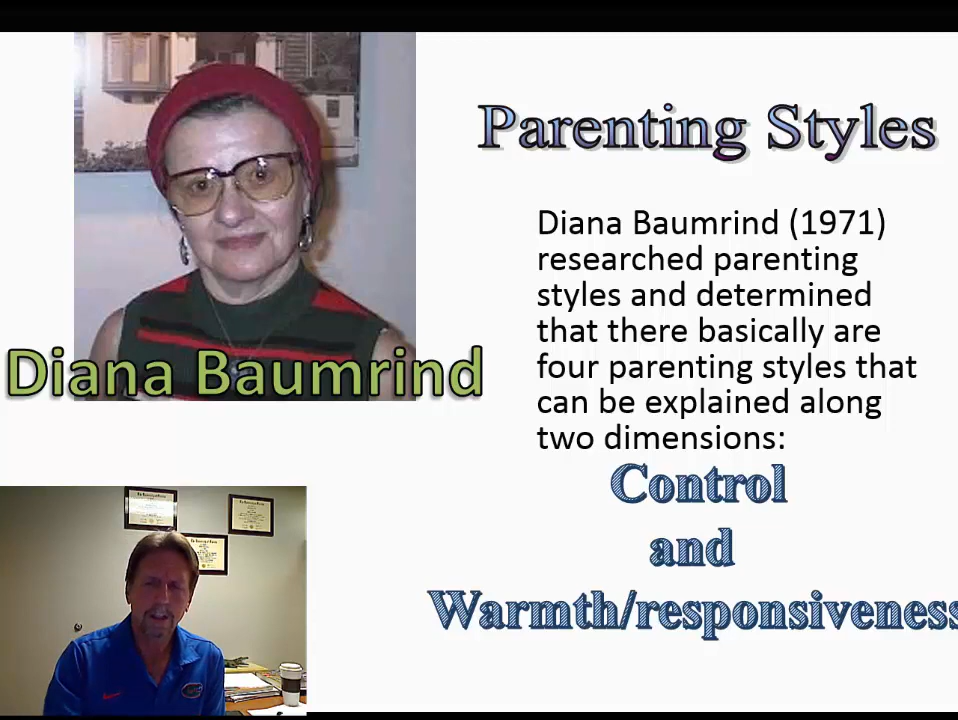 Parenting Styles
Diana Baumrind (1971)
researched parenting
styles and determined
that there basically are
four parenting styles that
can be explained along
two dimensions:
Control
and
Warmth/responsiveness
Diana Baumrind